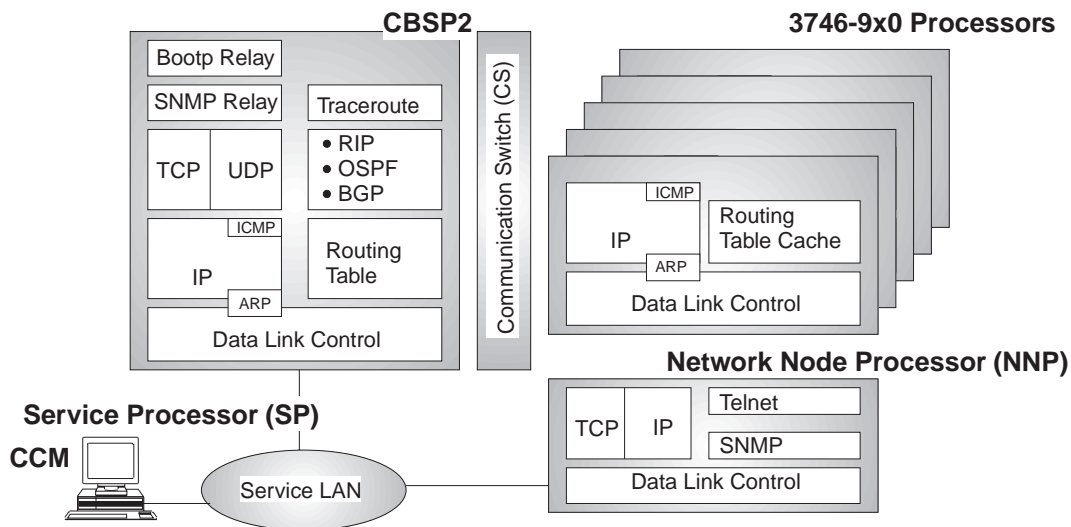 CBSP2
Bootp Relay
SNMP Relay
Traceroute
TCP
UDP
• RIP
• OSPF
• BGP
ICMP
IP
ARP
Routing
Table
Data Link Control
Communication Switch (CS)
3746-9x0 Processors
ICMP
IP
ARP
Routing
Table Cache
Data Link Control
Network Node Processor (NNP)
TCP
IP
Telnet
SNMP
Data Link Control
Service Processor (SP)
CCM
Service LAN